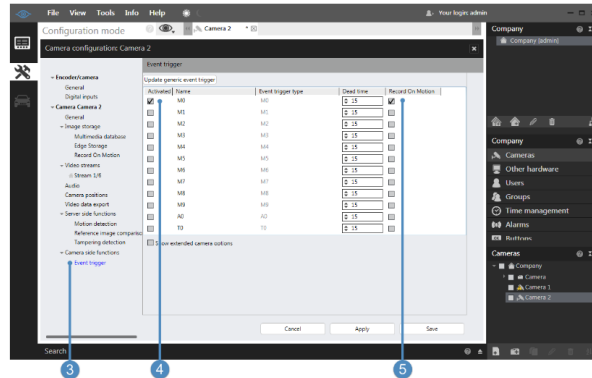 File View Tools Info Help
Your login: admin
Configuration mode
Camera 2 *
Camera configuration: Camera 2
Encoder/camera
General
Digital inputs
Camera Camera 2
General
Image storage
Multimedia database
Edge Storage
Record On Motion
Video streams
Stream 1/6
Audio
Camera positions
Video data export
Server side functions
Motion detection
Reference image comparison
Tampering detection
Camera side functions
Event trigger
Event trigger
Update generic event trigger
Activated Name Event trigger type Dead time Record On Motion
M0 M0 15
M1 M1 15
M2 M2 15
M3 M3 15
M4 M4 15
M5 M5 15
M6 M6 15
M7 M7 15
M8 M8 15
M9 M9 15
A0 A0 15
T0 T0 15
Show extended camera options
Cancel Apply Save
Search
Company
Company (admin)
Company
Cameras
Other hardware
Users
Groups
Time management
Alarms
Buttons
Cameras
Company
Camera
Camera 1
Camera 2
3 4 5